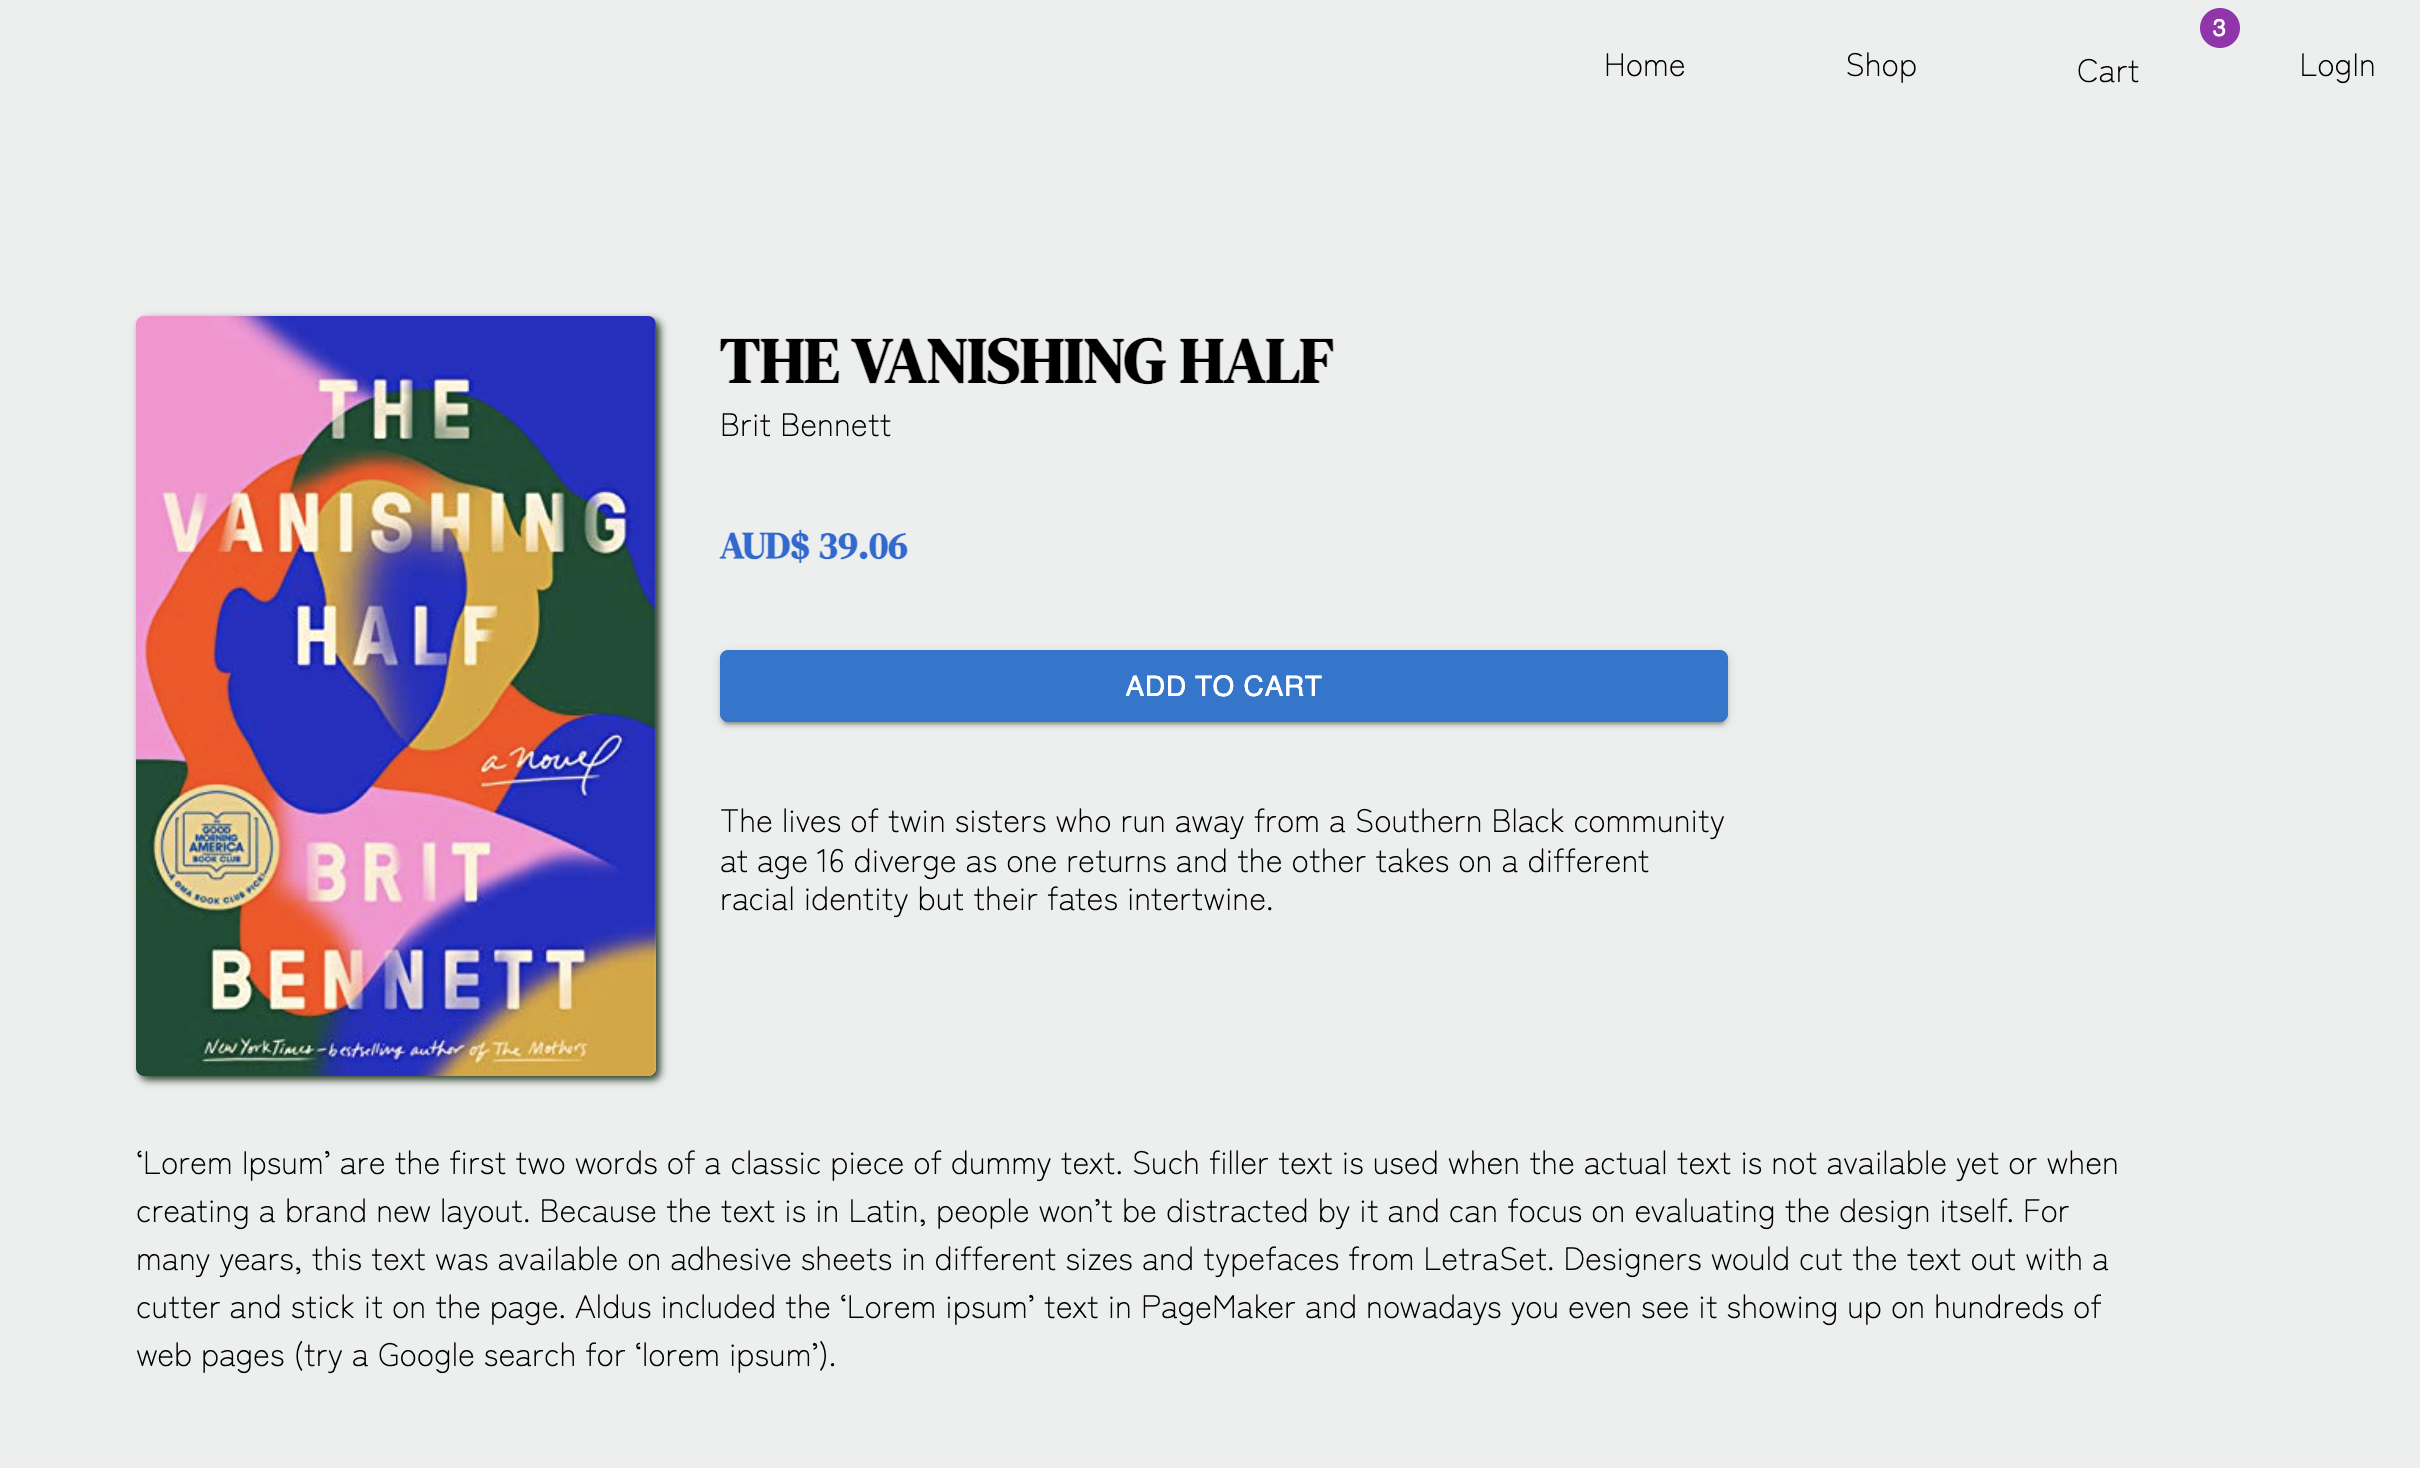 3
Home Shop Cart LogIn
THE
VANISHING
HALF
a novel
GOOD
MORNING
AMERICA
BOOK CLUB
A GMA BOOK CLUB PICK
BRIT
BENNETT
New York Times-bestselling author of The Mothers
THE VANISHING HALF
Brit Bennett
AUD$ 39.06
ADD TO CART
The lives of twin sisters who run away from a Southern Black community
at age 16 diverge as one returns and the other takes on a different
racial identity but their fates intertwine.
‘Lorem Ipsum’ are the first two words of a classic piece of dummy text. Such filler text is used when the actual text is not available yet or when
creating a brand new layout. Because the text is in Latin, people won’t be distracted by it and can focus on evaluating the design itself. For
many years, this text was available on adhesive sheets in different sizes and typefaces from LetraSet. Designers would cut the text out with a
cutter and stick it on the page. Aldus included the ‘Lorem ipsum’ text in PageMaker and nowadays you even see it showing up on hundreds of
web pages (try a Google search for ‘lorem ipsum’).